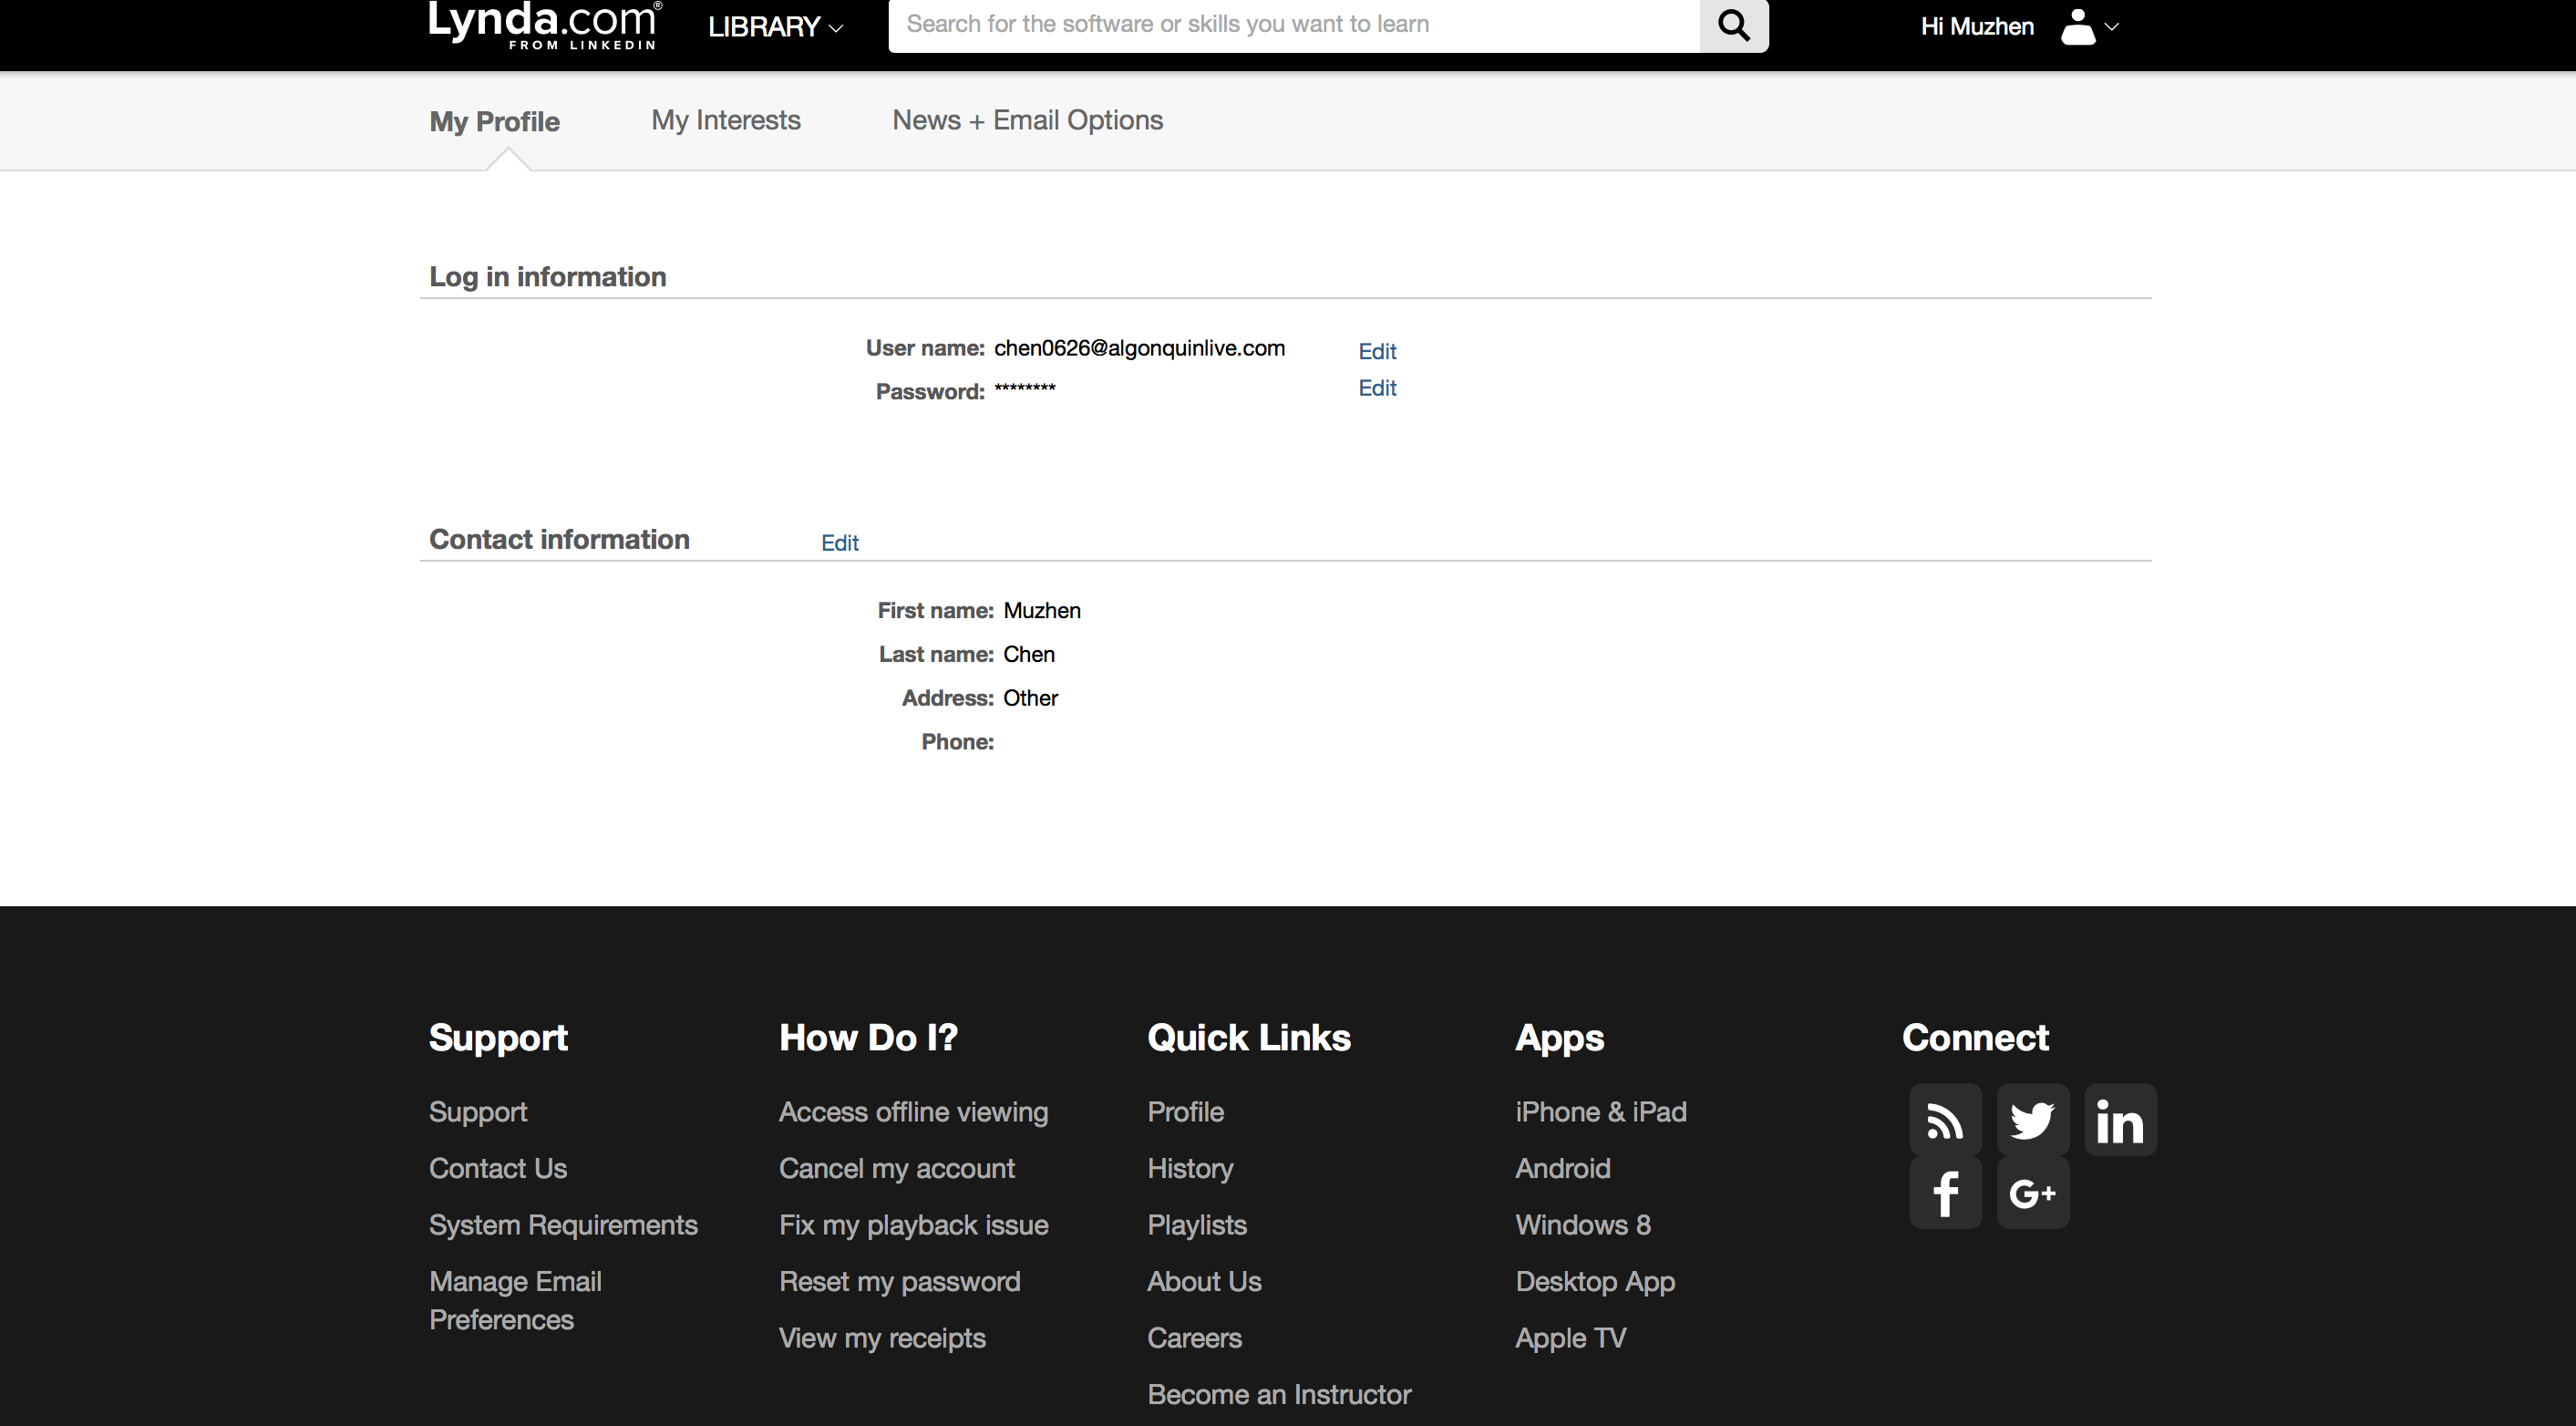 Lynda.com®
FROM LINKEDIN
LIBRARY
Search for the software or skills you want to learn
Hi Muzhen
My Profile
My Interests
News + Email Options
Log in information
User name: chen0626@algonquinlive.com Edit
Password: ******** Edit
Contact information Edit
First name: Muzhen
Last name: Chen
Address: Other
Phone:
Support
Support
Contact Us
System Requirements
Manage Email
Preferences
How Do I?
Access offline viewing
Cancel my account
Fix my playback issue
Reset my password
View my receipts
Quick Links
Profile
History
Playlists
About Us
Careers
Become an Instructor
Apps
iPhone & iPad
Android
Windows 8
Desktop App
Apple TV
Connect
in
f
G+